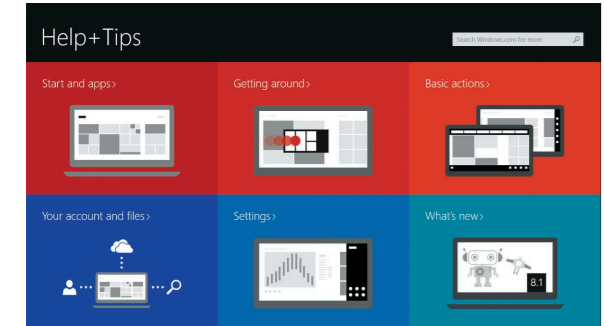 Help+Tips
Search Windows.com for more
Start and apps>
Getting around>
Basic actions>
Your account and files>
Settings>
What's new>
8.1